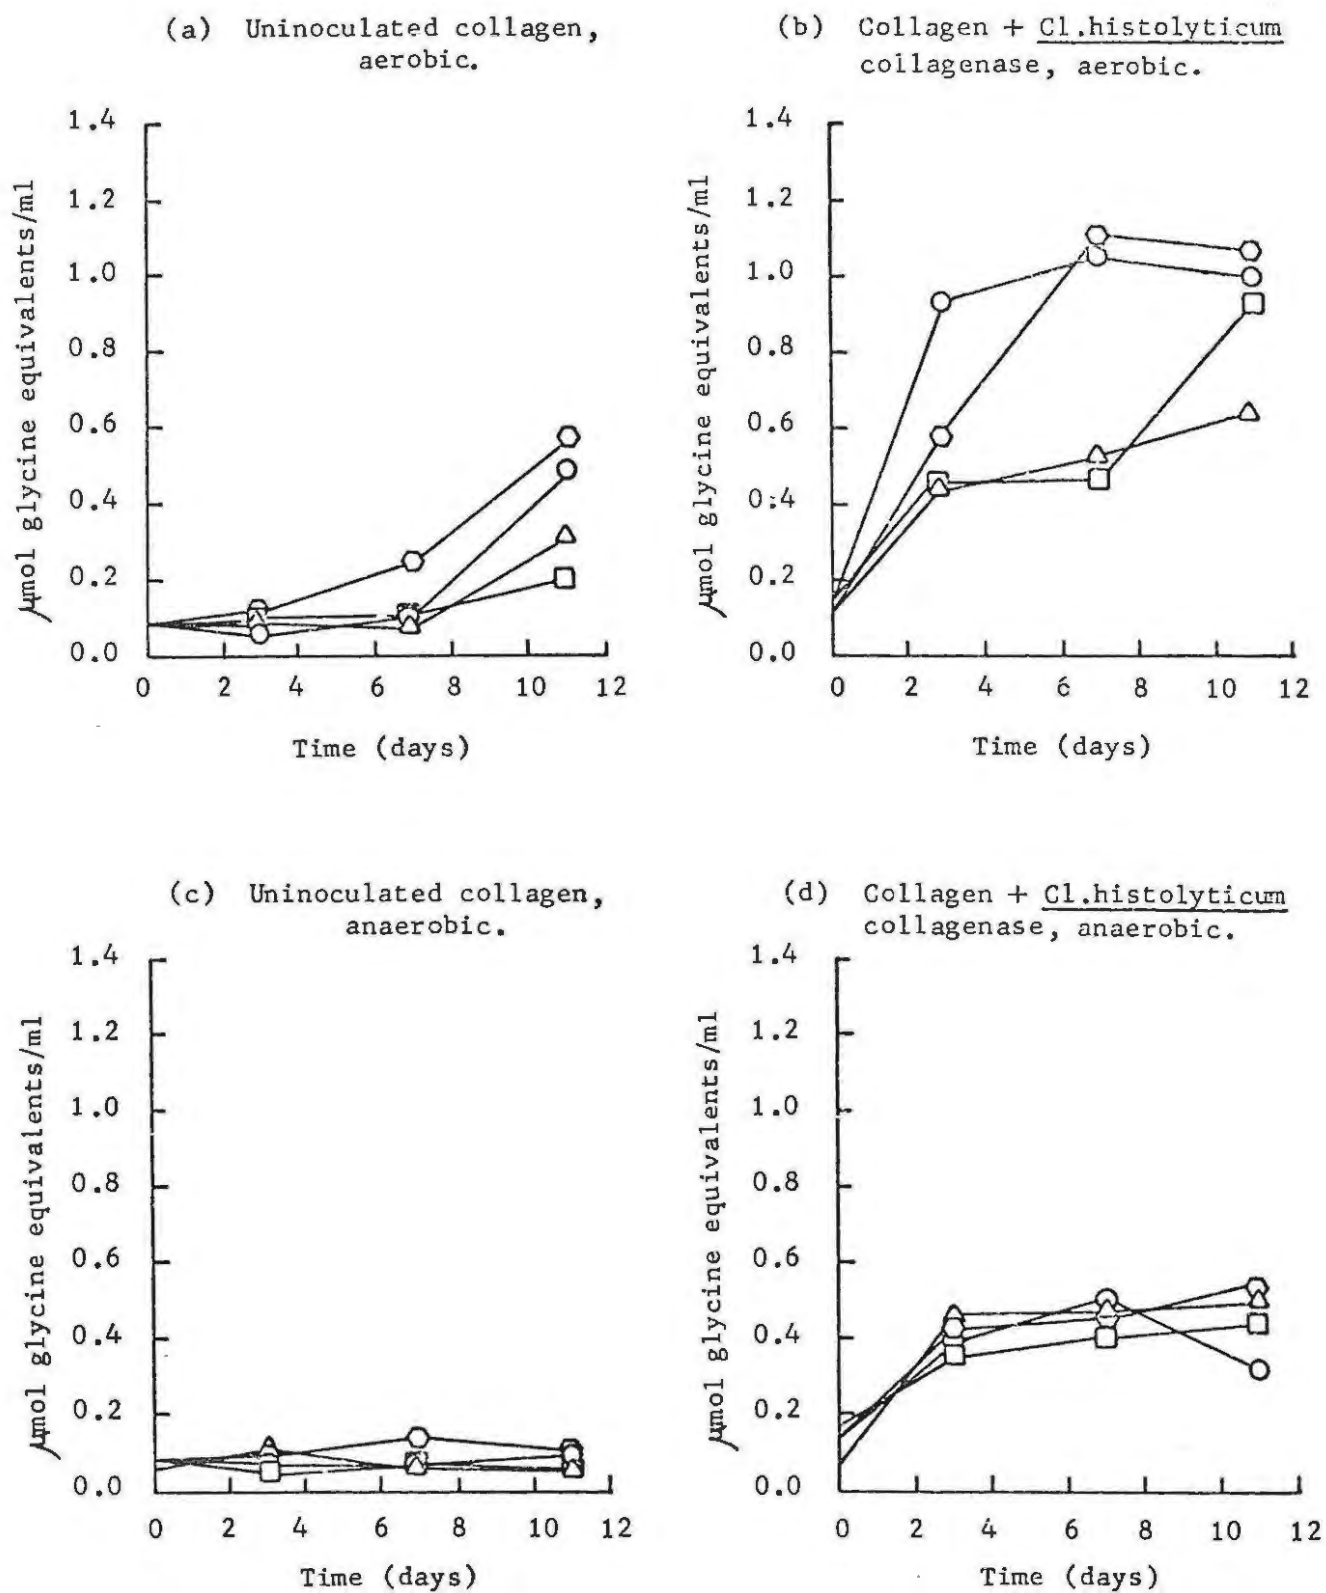 (a) Uninoculated collagen,
aerobic.
μmol glycine equivalents/ml
1.4
1.2
1.0
0.8
0.6
0.4
0.2
0.0
0 2 4 6 8 10 12
Time (days)
(b) Collagen + Cl.histolyticum
collagenase, aerobic.
μmol glycine equivalents/ml
1.4
1.2
1.0
0.8
0.6
0.4
0.2
0.0
0 2 4 6 8 10 12
Time (days)
(c) Uninoculated collagen,
anaerobic.
μmol glycine equivalents/ml
1.4
1.2
1.0
0.8
0.6
0.4
0.2
0.0
0 2 4 6 8 10 12
Time (days)
(d) Collagen + Cl.histolyticum
collagenase, anaerobic.
μmol glycine equivalents/ml
1.4
1.2
1.0
0.8
0.6
0.4
0.2
0.0
0 2 4 6 8 10 12
Time (days)